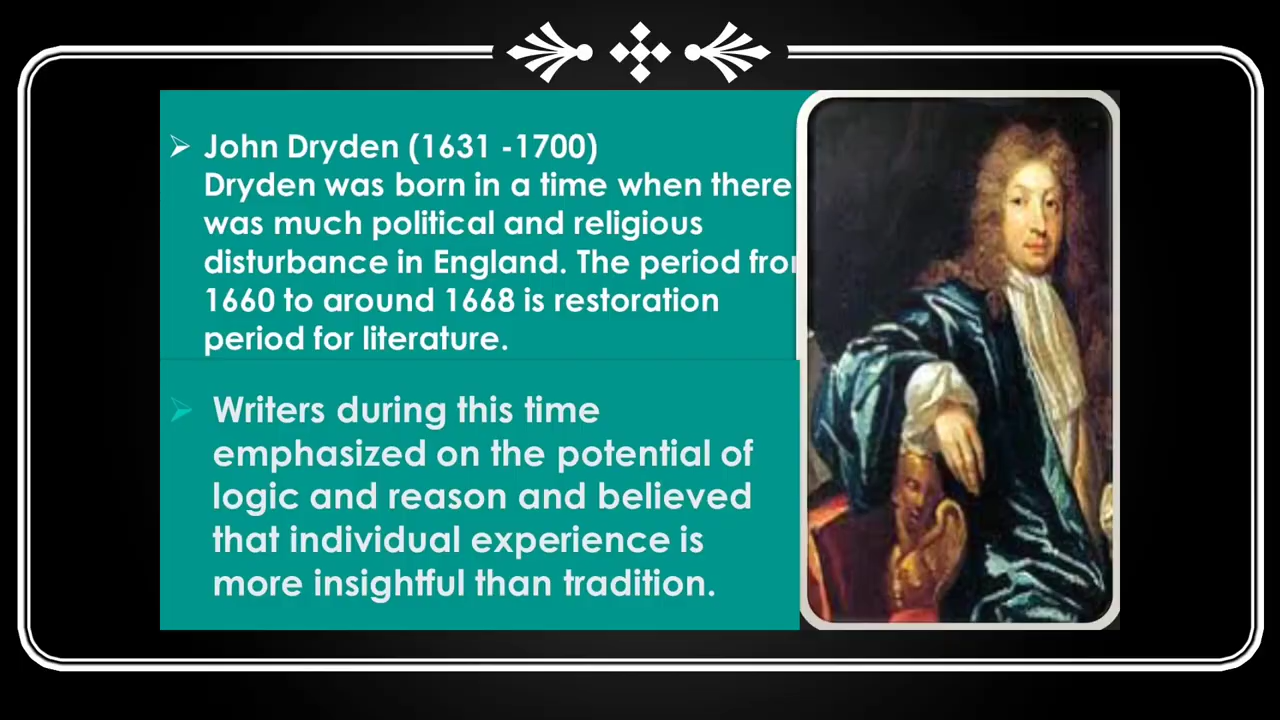 John Dryden (1631 -1700)
Dryden was born in a time when there
was much political and religious
disturbance in England. The period from
1660 to around 1668 is restoration
period for literature.
Writers during this time
emphasized on the potential of
logic and reason and believed
that individual experience is
more insightful than tradition.